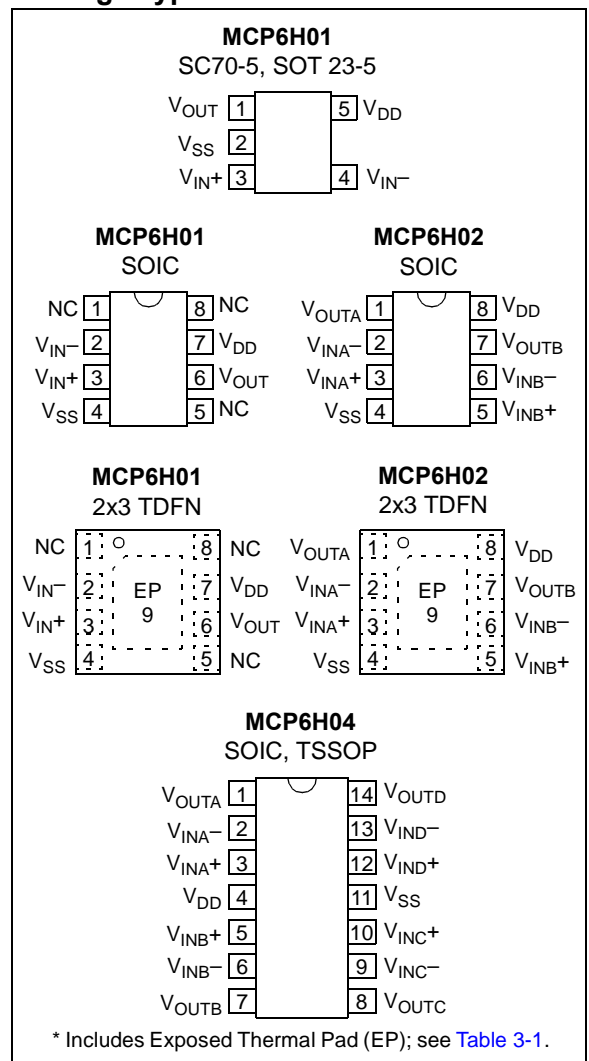 MCP6H01
SC70-5, SOT 23-5
VOUT 1 5 VDD
VSS 2
VIN+ 3 4 VIN–
MCP6H01 MCP6H02
SOIC SOIC
NC 1 8 NC VOUTA 1 8 VDD
VIN– 2 7 VDD VINA– 2 7 VOUTB
VIN+ 3 6 VOUT VINA+ 3 6 VINB–
VSS 4 5 NC VSS 4 5 VINB+
MCP6H01 MCP6H02
2x3 TDFN 2x3 TDFN
NC 1 8 NC VOUTA 1 8 VDD
VIN– 2 EP 7 VDD VINA– 2 EP 7 VOUTB
VIN+ 3 9 6 VOUT VINA+ 3 9 6 VINB–
VSS 4 5 NC VSS 4 5 VINB+
MCP6H04
SOIC, TSSOP
VOUTA 1 14 VOUTD
VINA– 2 13 VIND–
VINA+ 3 12 VIND+
VDD 4 11 VSS
VINB+ 5 10 VINC+
VINB– 6 9 VINC–
VOUTB 7 8 VOUTC
* Includes Exposed Thermal Pad (EP); see Table 3-1.